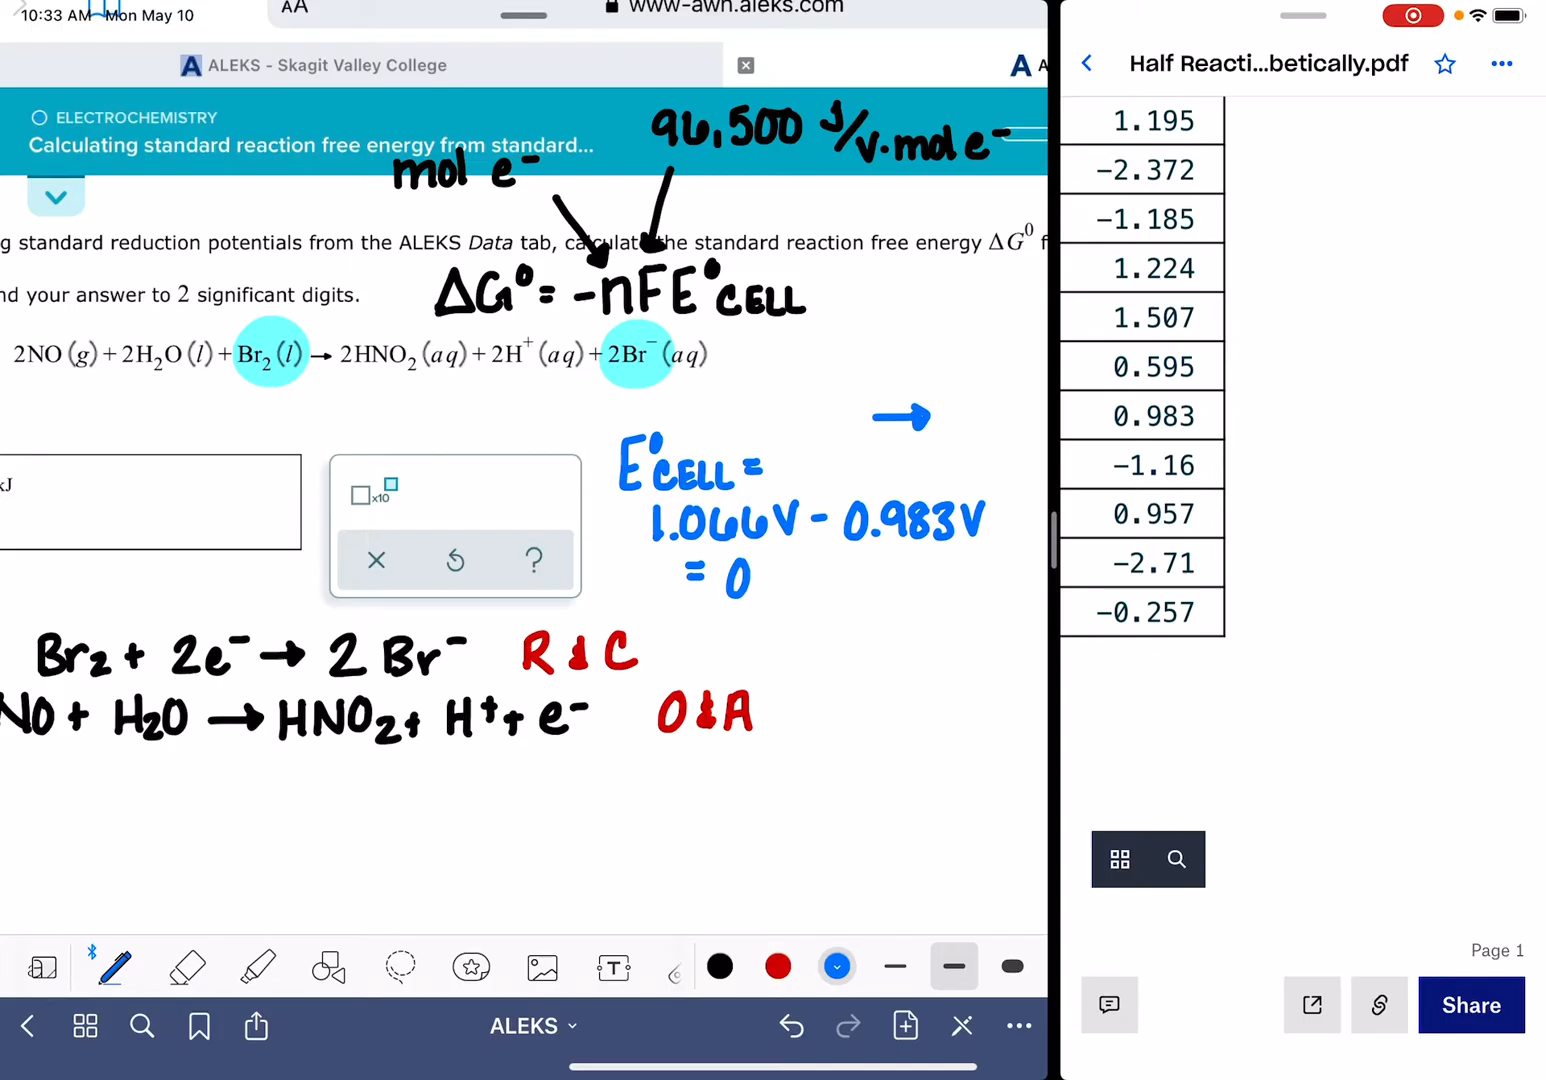 10:33 AM Mon May 10
AA
www-awn.aleks.com
ALEKS - Skagit Valley College
A
Half Reacti...betically.pdf
ELECTROCHEMISTRY
Calculating standard reaction free energy from standard...
96,500 J/V·mol e⁻
mol e⁻
g standard reduction potentials from the ALEKS Data tab, calculate the standard reaction free energy ΔG⁰ f
nd your answer to 2 significant digits.
ΔG° = -nFE°CELL
2NO (g) + 2H₂O (l) + Br₂ (l) → 2HNO₂ (aq) + 2H⁺ (aq) + 2Br⁻ (aq)
kJ
x10
?
E°CELL =
1.066V - 0.983V
= 0
Br₂ + 2e⁻ → 2 Br⁻ R & C
NO + H₂O → HNO₂ + H⁺ + e⁻ O & A
1.195
-2.372
-1.185
1.224
1.507
0.595
0.983
-1.16
0.957
-2.71
-0.257
Page 1
Share
T
ALEKS